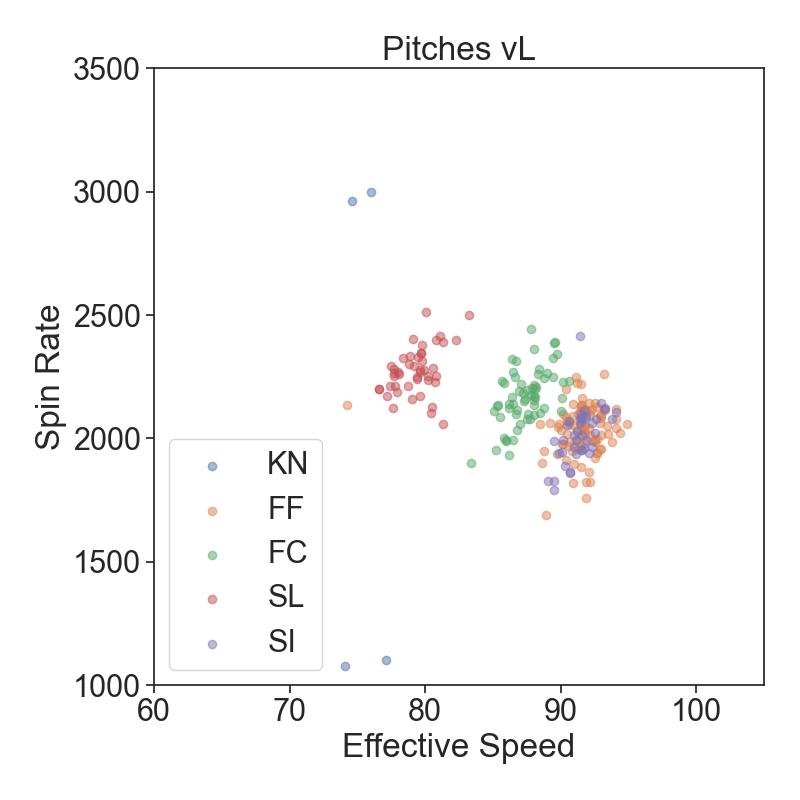 Pitches vL
3500
3000
2500
2000
1500
1000
Spin Rate
KN
FF
FC
SL
SI
60 70 80 90 100
Effective Speed